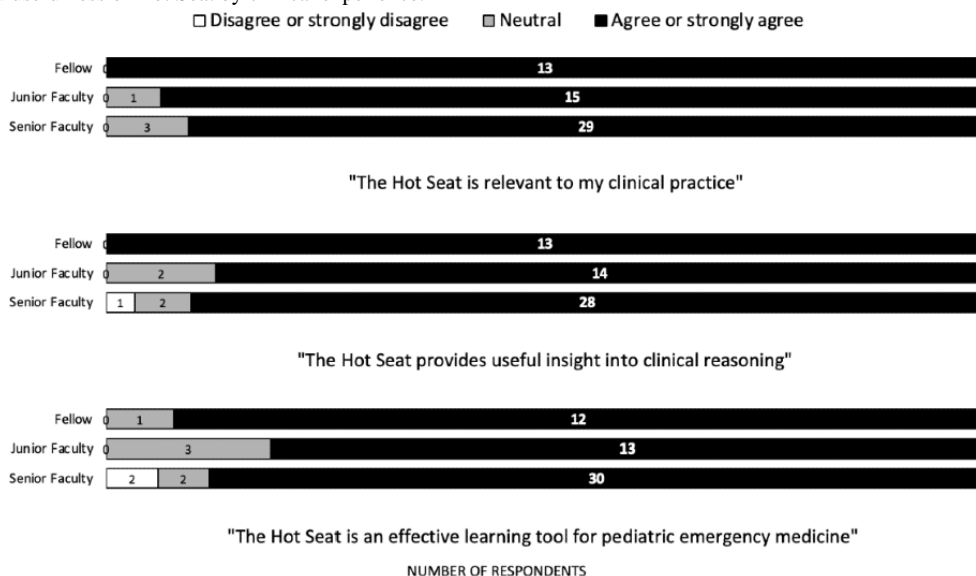 Disagree or strongly disagree Neutral Agree or strongly agree
Fellow 0 13
Junior Faculty 0 1 15
Senior Faculty 0 3 29
"The Hot Seat is relevant to my clinical practice"
Fellow 0 13
Junior Faculty 0 2 14
Senior Faculty 1 2 28
"The Hot Seat provides useful insight into clinical reasoning"
Fellow 0 1 12
Junior Faculty 0 3 13
Senior Faculty 2 2 30
"The Hot Seat is an effective learning tool for pediatric emergency medicine"
NUMBER OF RESPONDENTS